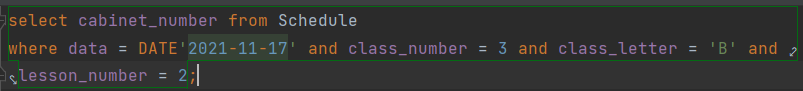 select cabinet_number from Schedule
where data = DATE'2021-11-17' and class_number = 3 and class_letter = 'B' and
lesson_number = 2;